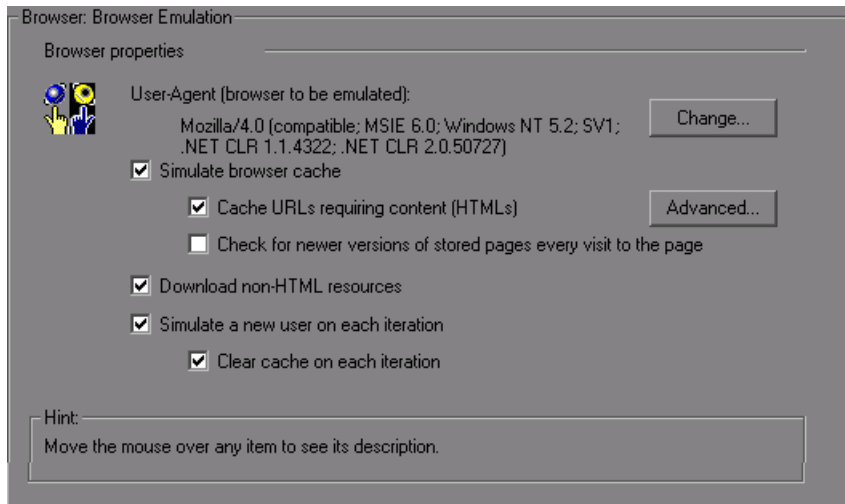 Browser: Browser Emulation
Browser properties
User-Agent (browser to be emulated):
Mozilla/4.0 (compatible; MSIE 6.0; Windows NT 5.2; SV1;
.NET CLR 1.1.4322; .NET CLR 2.0.50727)
Change...
Simulate browser cache
Cache URLs requiring content (HTMLs)
Advanced...
Check for newer versions of stored pages every visit to the page
Download non-HTML resources
Simulate a new user on each iteration
Clear cache on each iteration
Hint:
Move the mouse over any item to see its description.